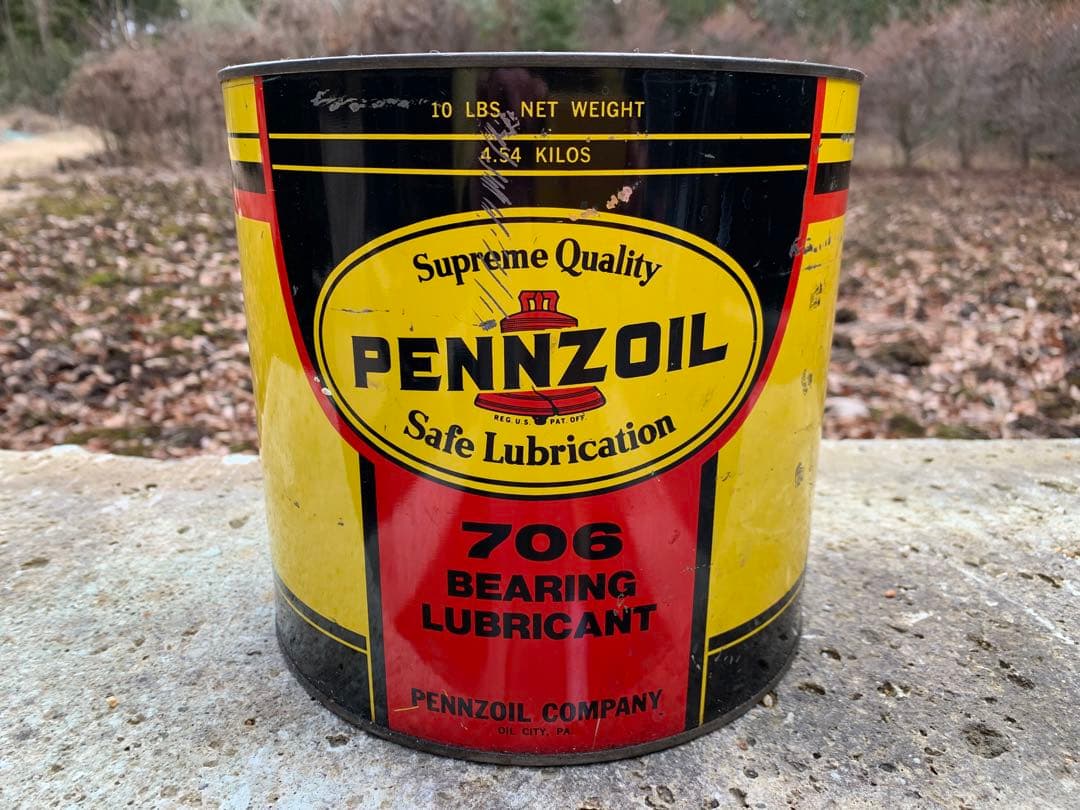 10 LBS. NET WEIGHT
4.54 KILOS
Supreme Quality
PENNZOIL
REG. U.S. PAT. OFF.
Safe Lubrication
706
BEARING
LUBRICANT
PENNZOIL COMPANY
OIL CITY, PA.